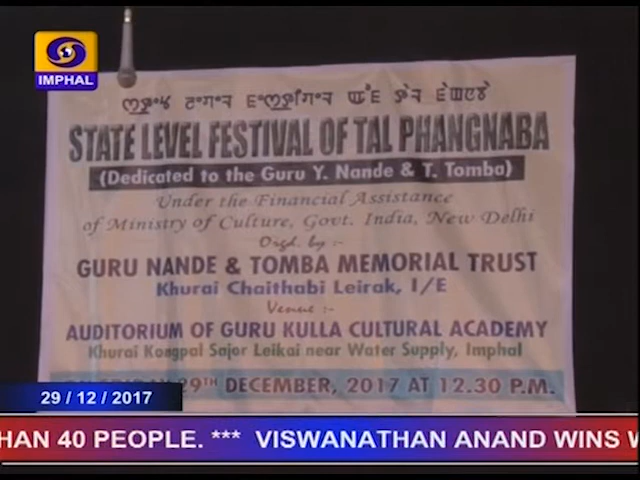 IMPHAL
STATE LEVEL FESTIVAL OF TAL PHANGNABA
(Dedicated to the Guru Y. Nande & T. Tomba)
Under the Financial Assistance
of Ministry of Culture, Govt. India, New Delhi
Orgd. by :-
GURU NANDE & TOMBA MEMORIAL TRUST
Khurai Chaithabi Leirak, I/E
Venue :-
AUDITORIUM OF GURU KULLA CULTURAL ACADEMY
Khurai Kongpal Sajor Leikai near Water Supply, Imphal
29TH DECEMBER, 2017 AT 12.30 P.M.
29 / 12 / 2017
HAN 40 PEOPLE. *** VISWANATHAN ANAND WINS W